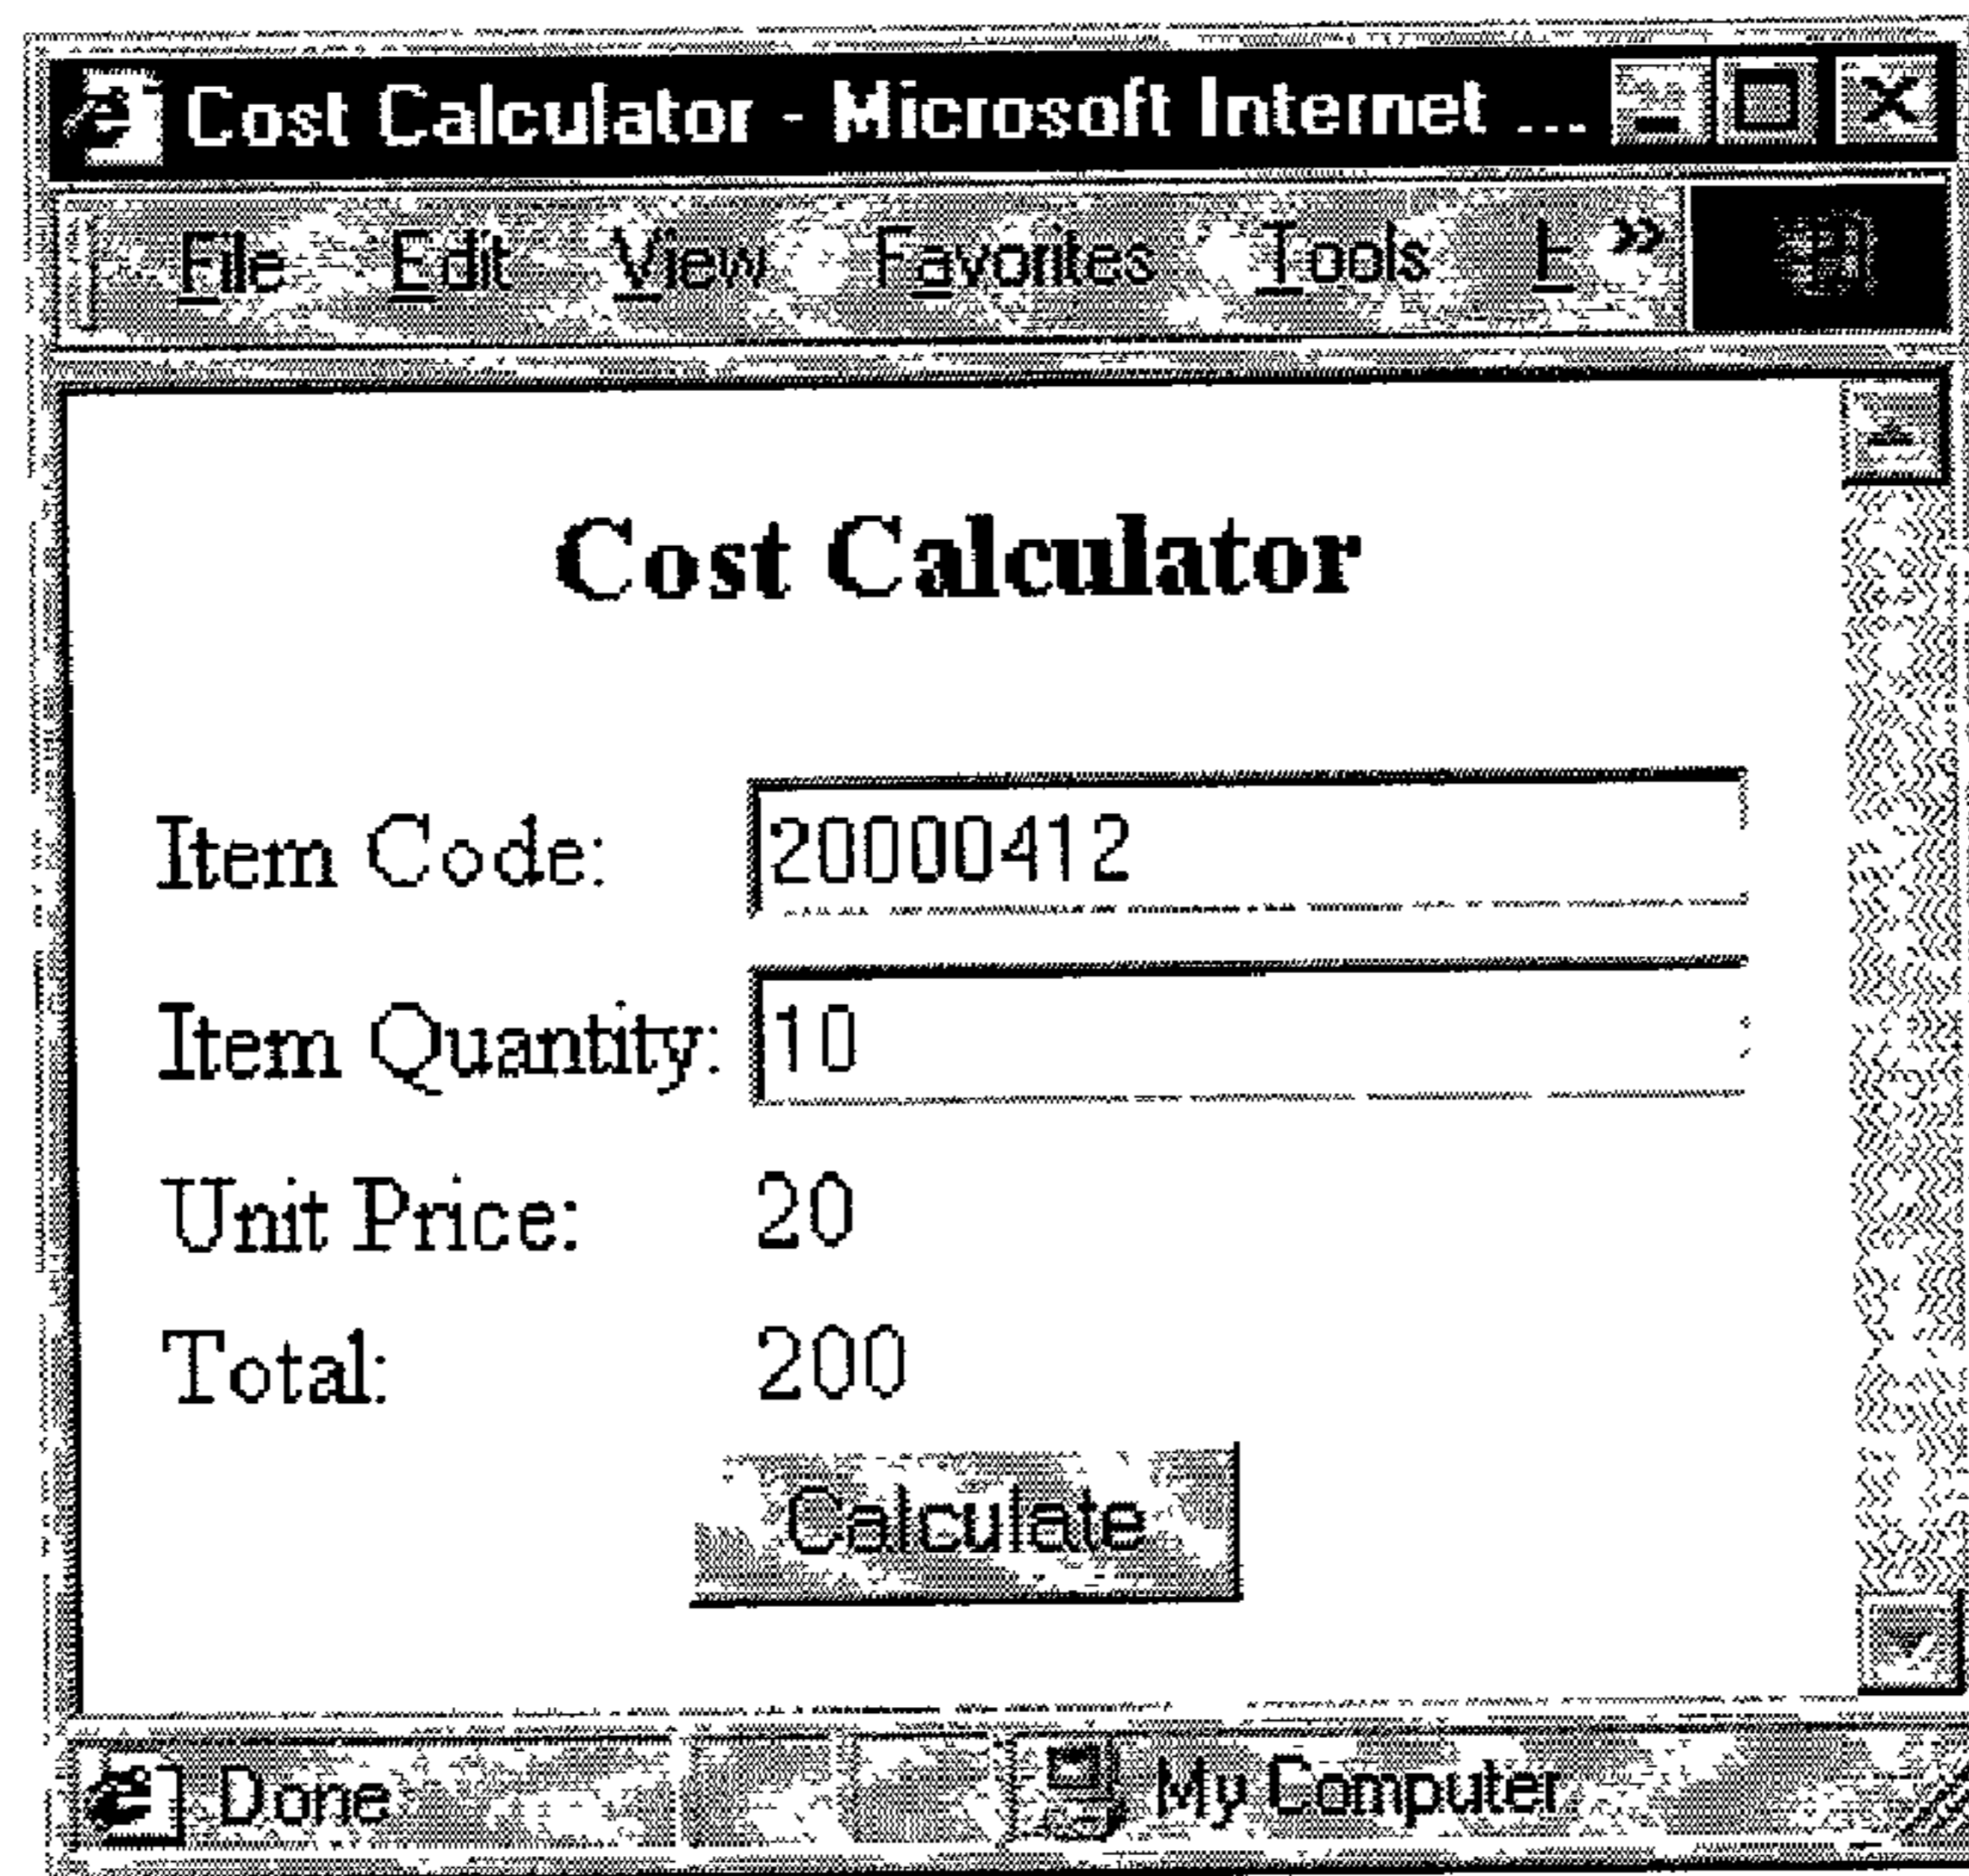 Cost Calculator - Microsoft Internet ...
File Edit View Favorites Tools H »
Cost Calculator
Item Code: 20000412
Item Quantity: 10
Unit Price: 20
Total: 200
Calculate
Done My Computer